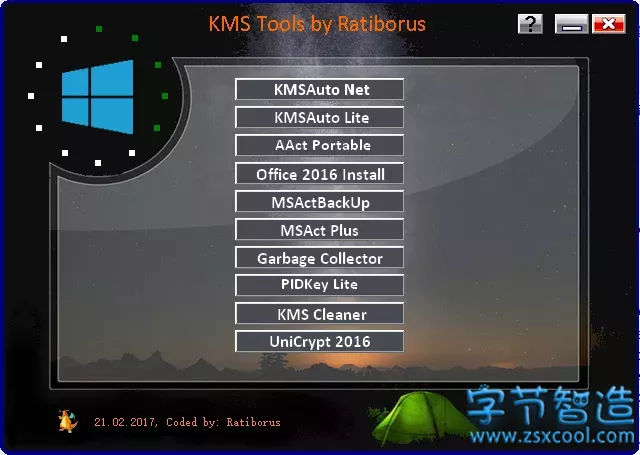 KMS Tools by Ratiborus
?
KMSAuto Net
KMSAuto Lite
AAct Portable
Office 2016 Install
MSActBackUp
MSAct Plus
Garbage Collector
PIDKey Lite
KMS Cleaner
UniCrypt 2016
21.02.2017, Coded by: Ratiborus
字节智造
www.zsxcool.com